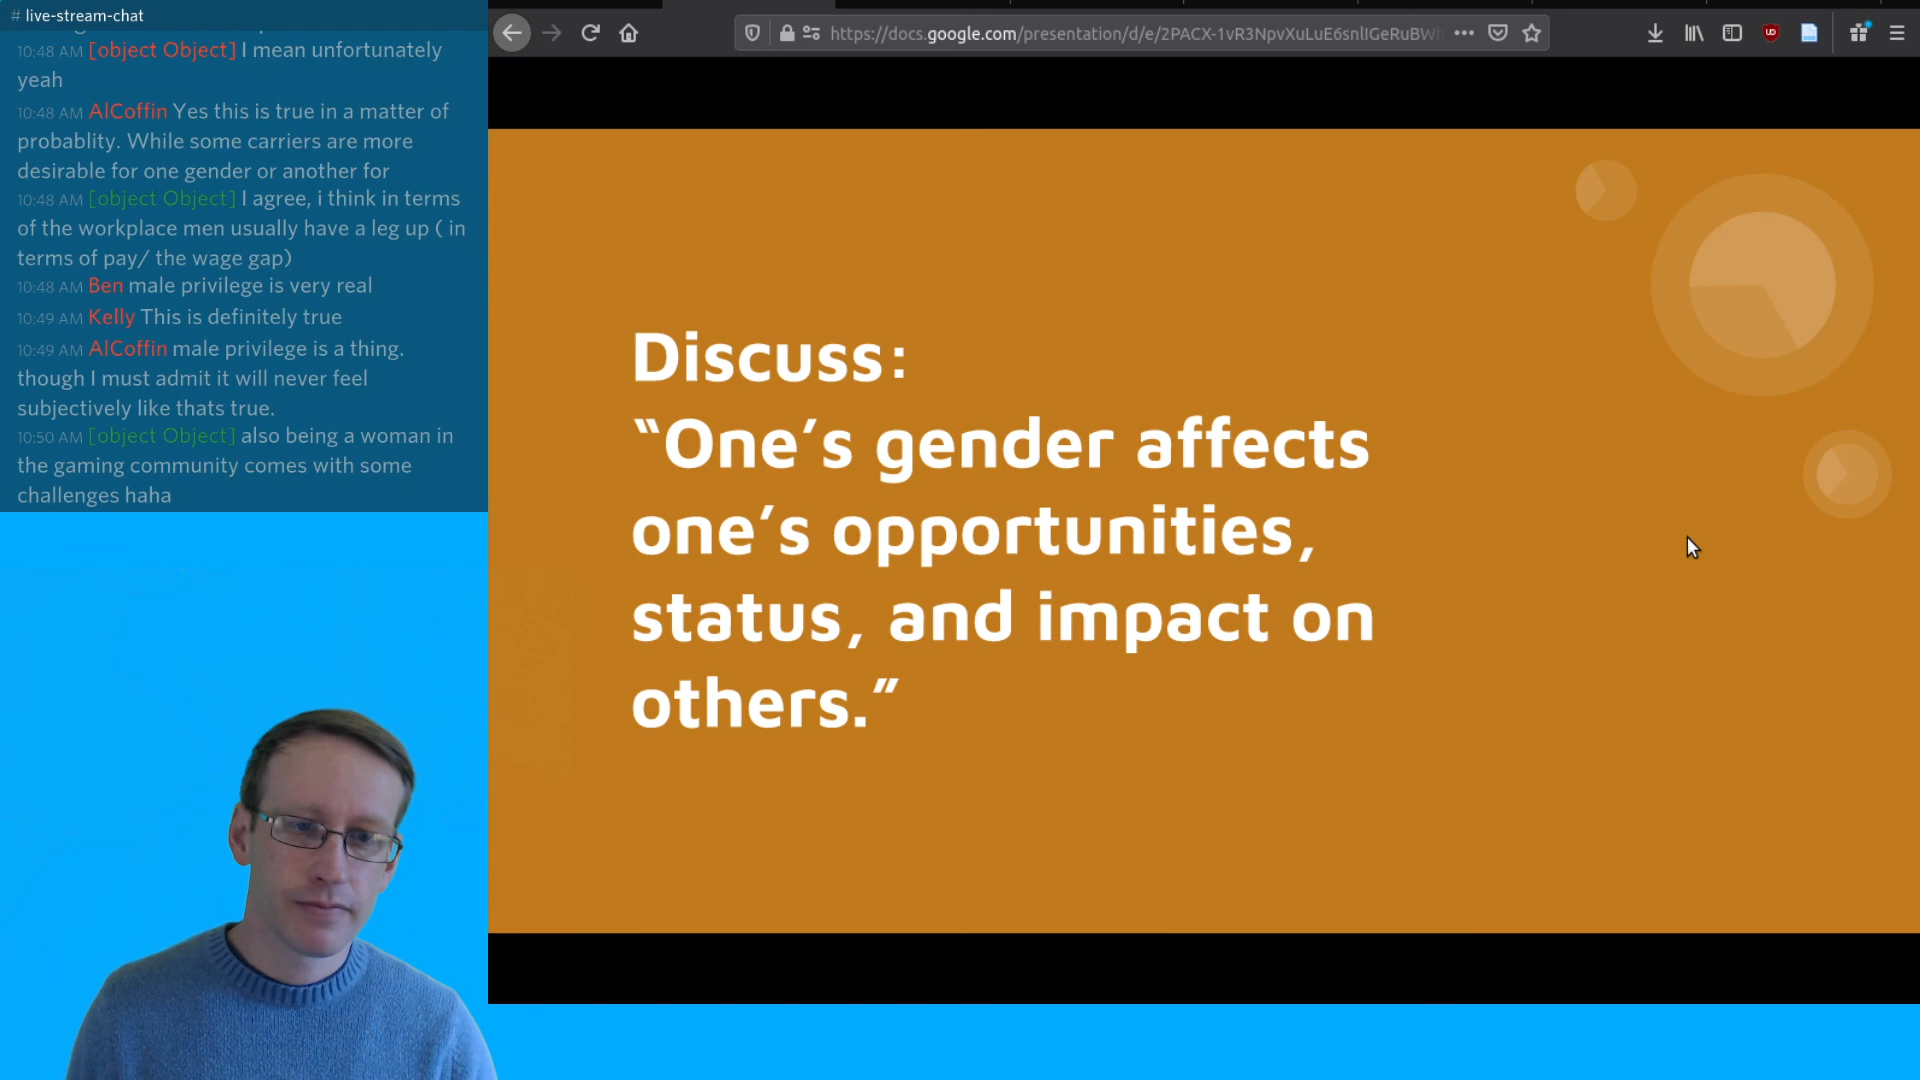 # live-stream-chat
10:48 AM [object Object] I mean unfortunately
yeah
10:48 AM AlCoffin Yes this is true in a matter of
probablity. While some carriers are more
desirable for one gender or another for
10:48 AM [object Object] I agree, i think in terms
of the workplace men usually have a leg up ( in
terms of pay/ the wage gap)
10:48 AM Ben male privilege is very real
10:49 AM Kelly This is definitely true
10:49 AM AlCoffin male privilege is a thing.
though I must admit it will never feel
subjectively like thats true.
10:50 AM [object Object] also being a woman in
the gaming community comes with some
challenges haha
https://docs.google.com/presentation/d/e/2PACX-1vR3NpvXuLuE6snlIGeRuBW
Discuss:
“One’s gender affects
one’s opportunities,
status, and impact on
others.”